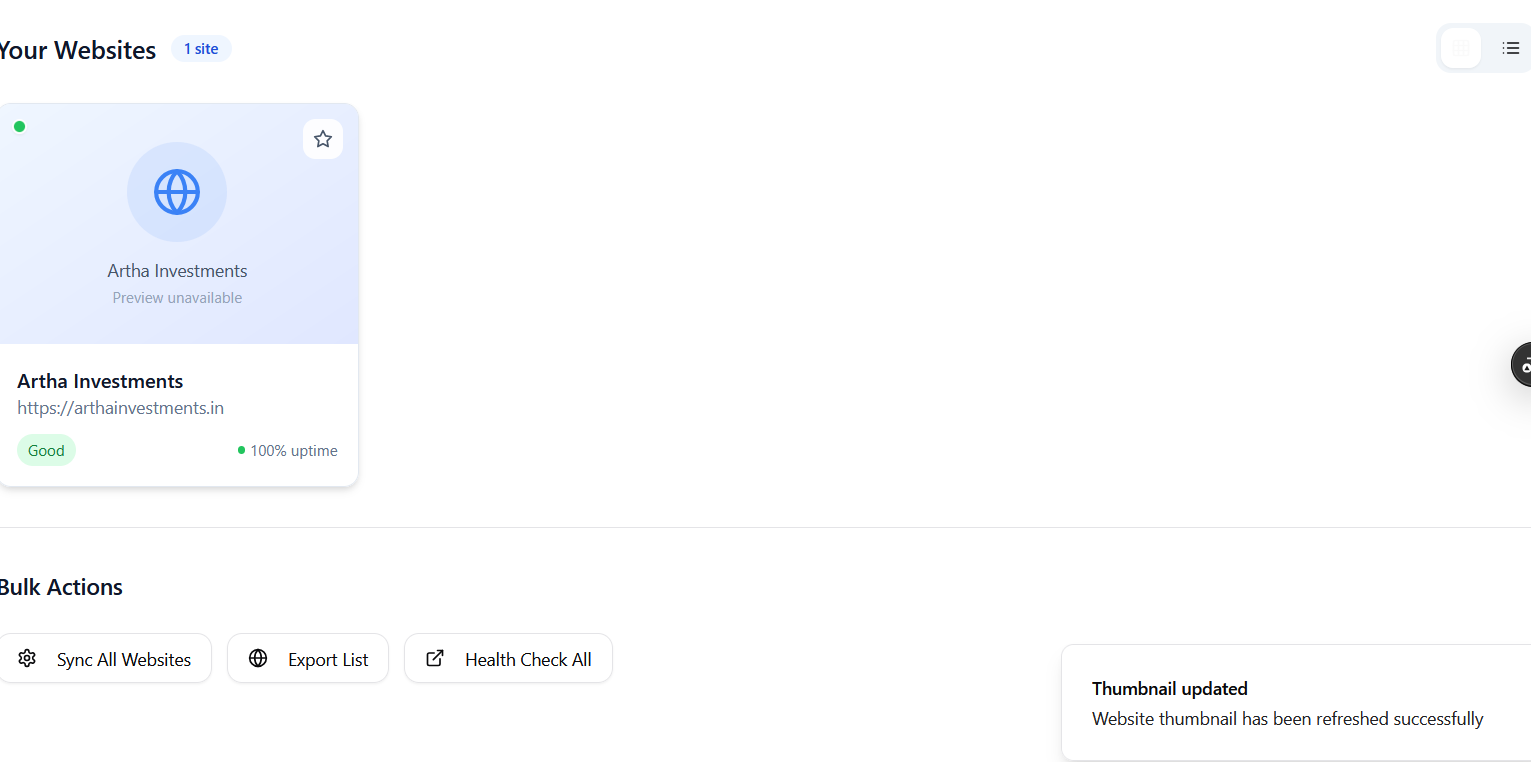 Your Websites
1 site
Artha Investments
Preview unavailable
Artha Investments
https://arthainvestments.in
Good
100% uptime
Bulk Actions
Sync All Websites
Export List
Health Check All
Thumbnail updated
Website thumbnail has been refreshed successfully